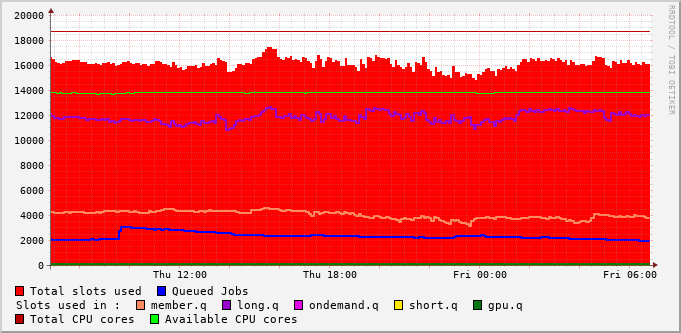 20000
18000
16000
14000
12000
10000
8000
6000
4000
2000
0
Thu 12:00 Thu 18:00 Fri 00:00 Fri 06:00
Total slots used Queued Jobs
Slots used in : member.q long.q ondemand.q short.q gpu.q
Total CPU cores Available CPU cores
RRDTOOL / TOBI OETIKER